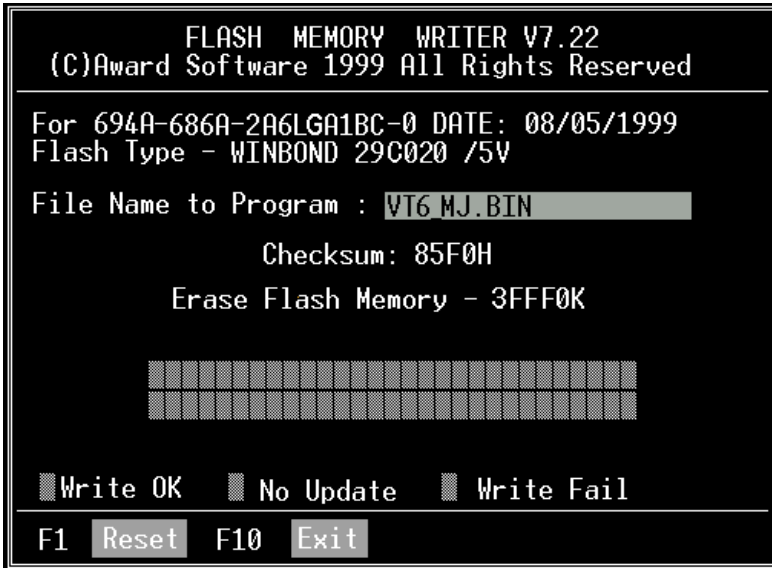 FLASH MEMORY WRITER V7.22
(C)Award Software 1999 All Rights Reserved
For 694A-686A-2A6LGA1BC-0 DATE: 08/05/1999
Flash Type - WINBOND 29C020 /5V
File Name to Program : VT6_MJ.BIN
Checksum: 85F0H
Erase Flash Memory - 3FFF0K
Write OK No Update Write Fail
F1 Reset F10 Exit